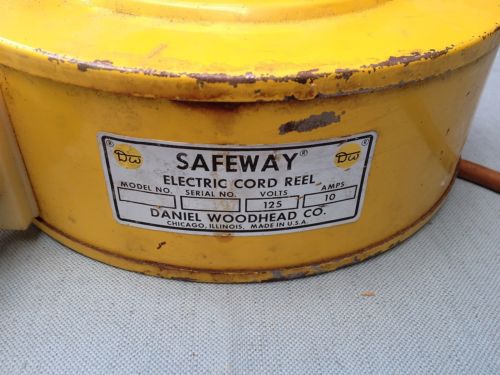 ® DW SAFEWAY® DW ®
ELECTRIC CORD REEL
MODEL NO. SERIAL NO. VOLTS AMPS
125 10
DANIEL WOODHEAD CO.
CHICAGO, ILLINOIS, MADE IN U.S.A.